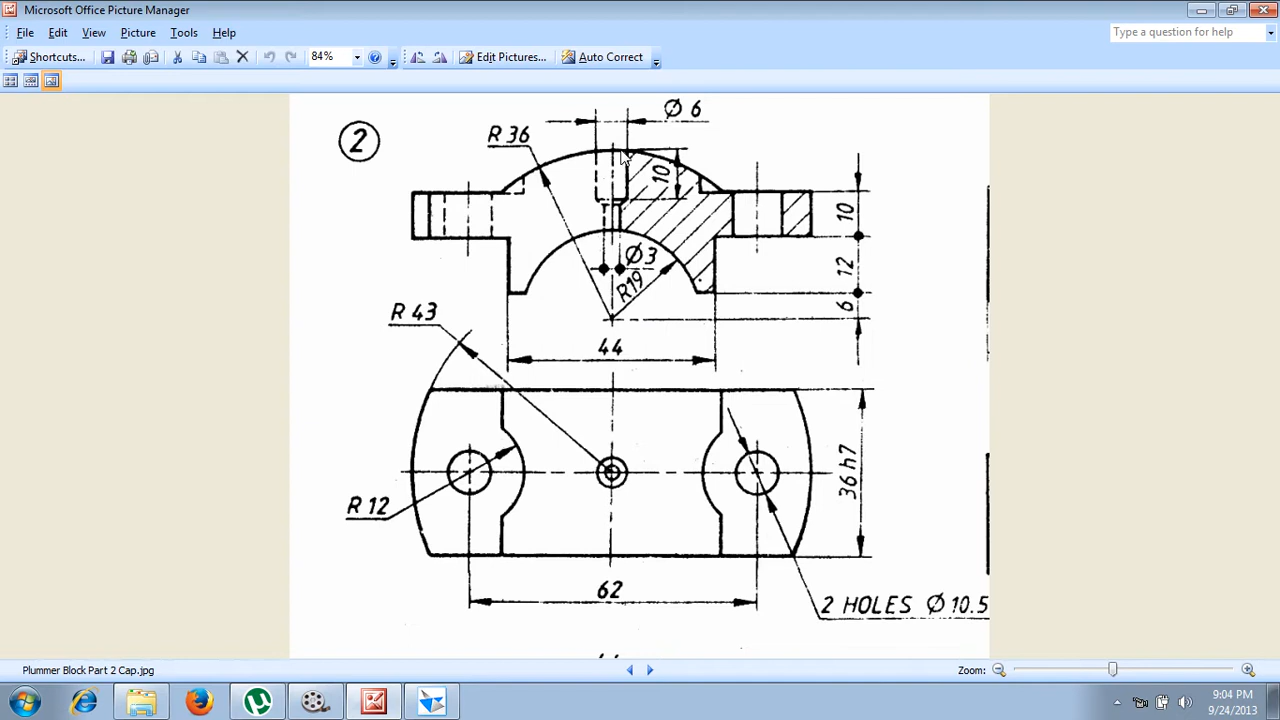 Microsoft Office Picture Manager
File Edit View Picture Tools Help
Type a question for help
Shortcuts...
84%
Edit Pictures...
Auto Correct
2
Ø 6
R 36
10
10
Ø3
12
R19
6
R 43
44
36 h7
R 12
62
2 HOLES Ø 10.5
Plummer Block Part 2 Cap.jpg
Zoom:
9:04 PM
9/24/2013